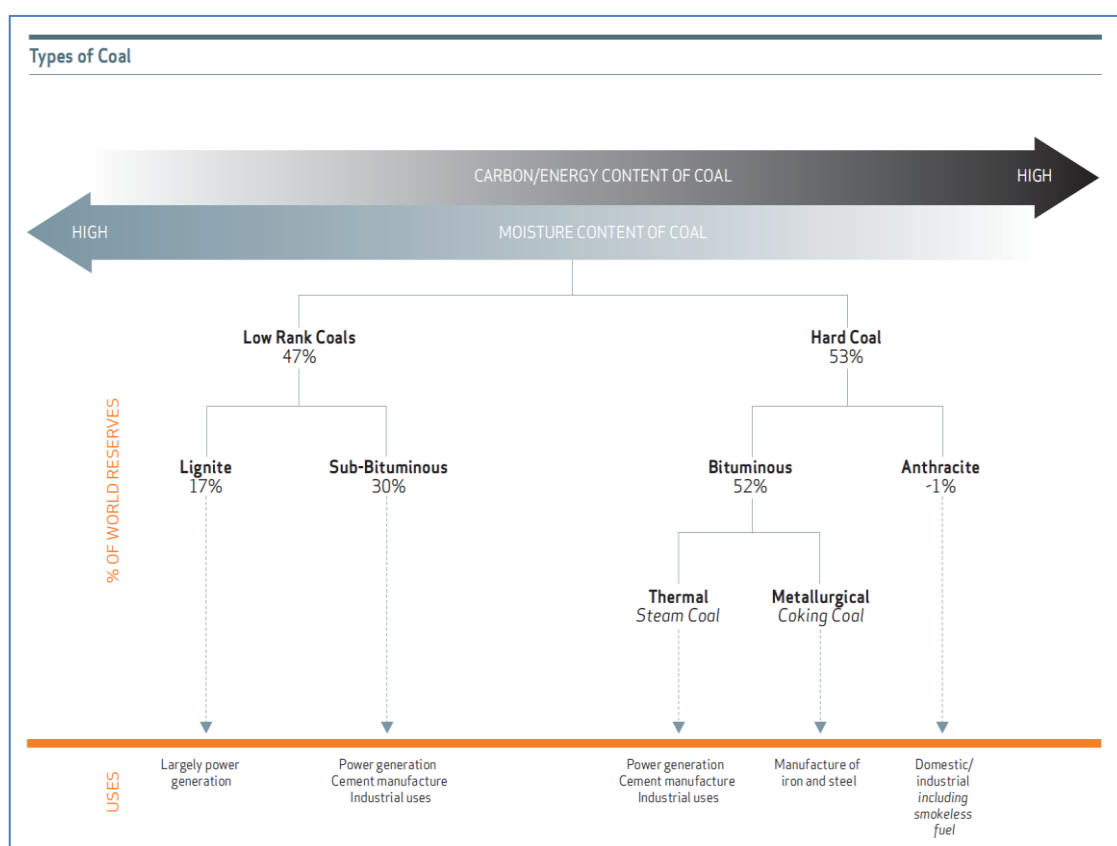 Types of Coal
CARBON/ENERGY CONTENT OF COAL
HIGH
HIGH
MOISTURE CONTENT OF COAL
Low Rank Coals
47%
Hard Coal
53%
% OF WORLD RESERVES
Lignite
17%
Sub-Bituminous
30%
Bituminous
52%
Anthracite
-1%
Thermal
Steam Coal
Metallurgical
Coking Coal
USES
Largely power
generation
Power generation
Cement manufacture
Industrial uses
Power generation
Cement manufacture
Industrial uses
Manufacture of
iron and steel
Domestic/
industrial
including
smokeless
fuel